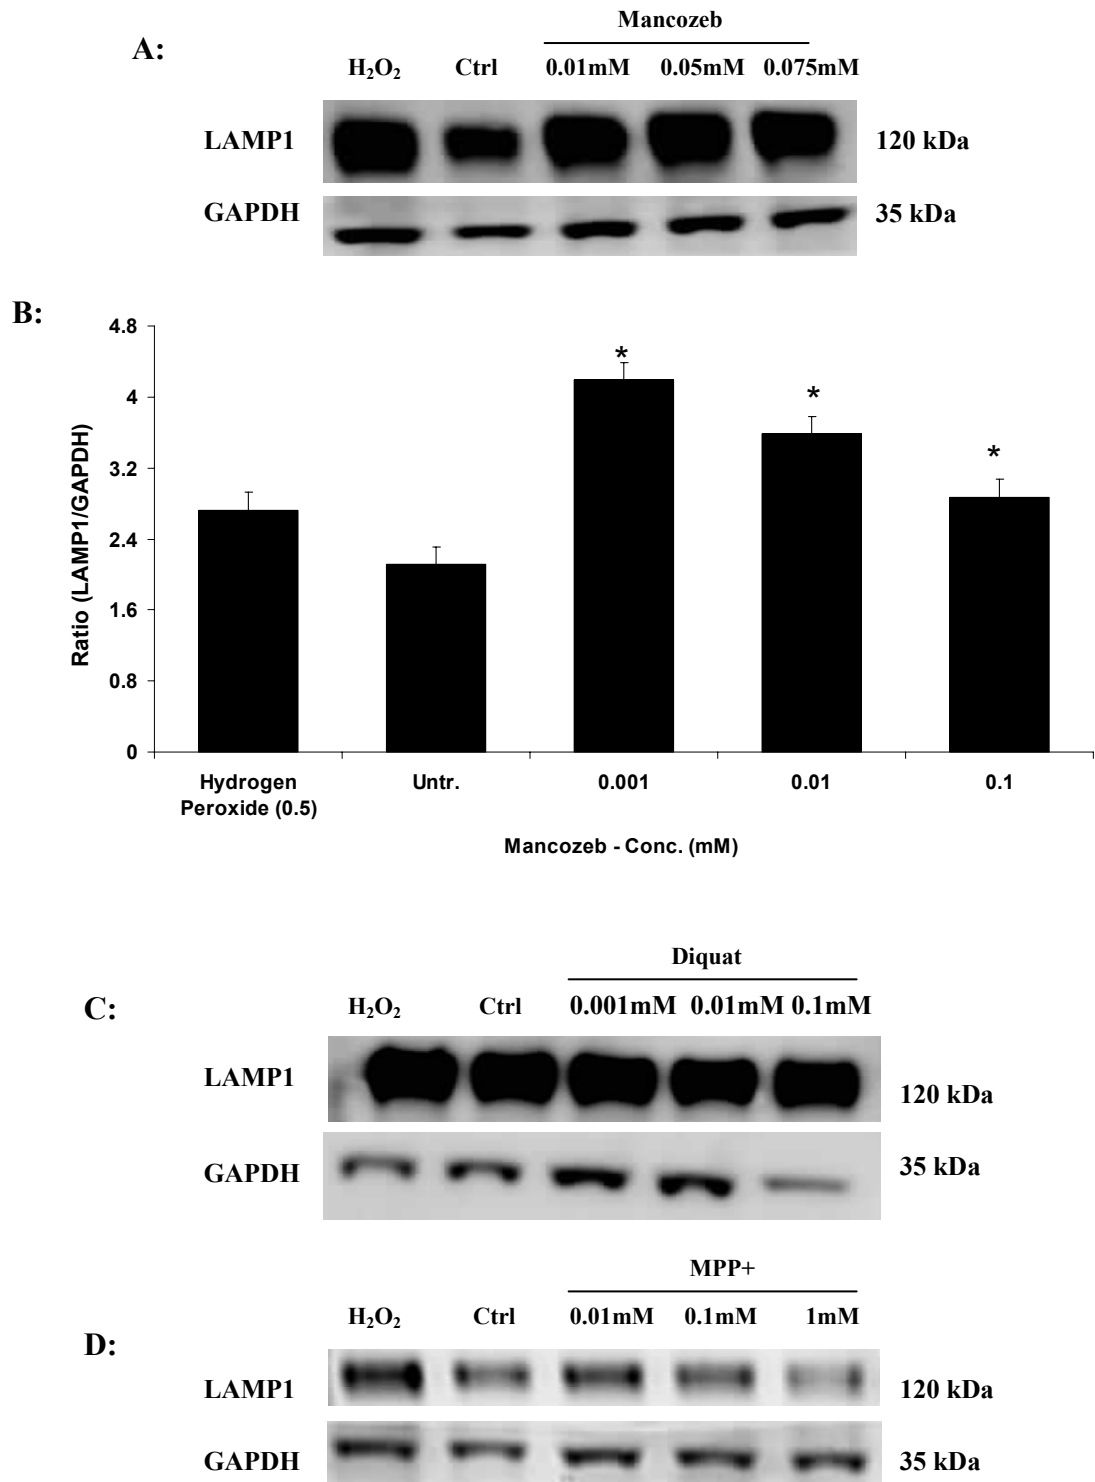 A:
Mancozeb
H₂O₂ Ctrl 0.01mM 0.05mM 0.075mM
LAMP1 120 kDa
GAPDH 35 kDa
B:
4.8
4
3.2
2.4
1.6
0.8
0
Ratio (LAMP1/GAPDH)
*
*
*
Hydrogen Peroxide (0.5) Untr. 0.001 0.01 0.1
Mancozeb - Conc. (mM)
Diquat
C:
H₂O₂ Ctrl 0.001mM 0.01mM 0.1mM
LAMP1 120 kDa
GAPDH 35 kDa
MPP+
H₂O₂ Ctrl 0.01mM 0.1mM 1mM
D:
LAMP1 120 kDa
GAPDH 35 kDa